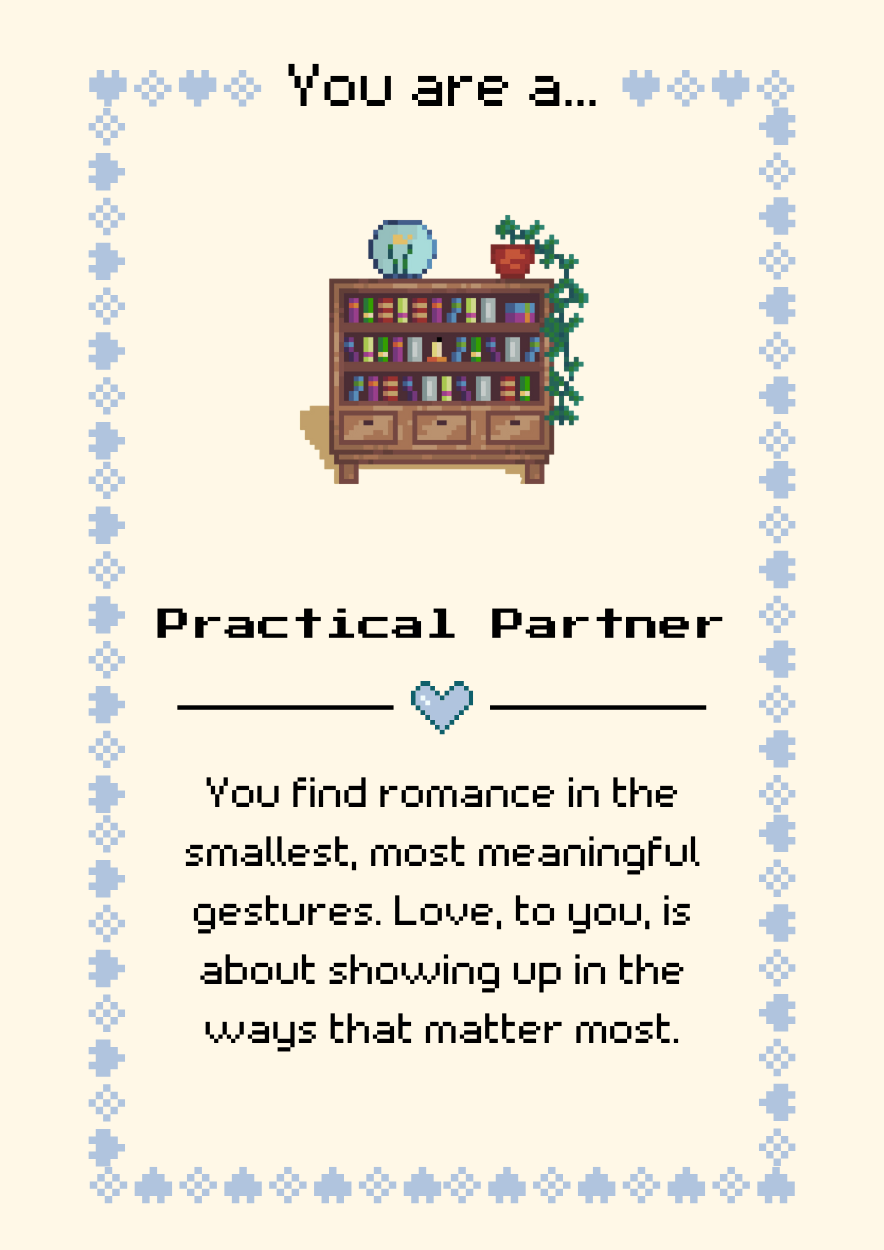 You are a...
Practical Partner
You find romance in the
smallest, most meaningful
gestures. Love, to you, is
about showing up in the
ways that matter most.